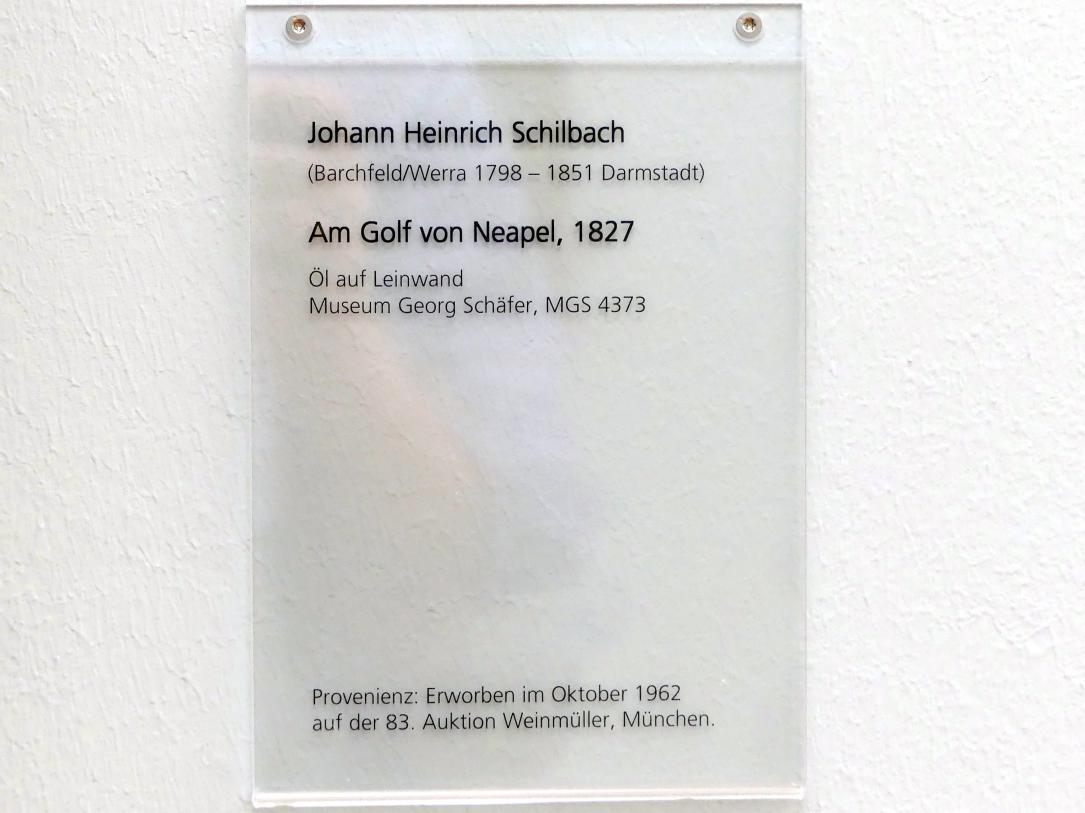 Johann Heinrich Schilbach
(Barchfeld/Werra 1798 – 1851 Darmstadt)
Am Golf von Neapel, 1827
Öl auf Leinwand
Museum Georg Schäfer, MGS 4373
Provenienz: Erworben im Oktober 1962
auf der 83. Auktion Weinmüller, München.